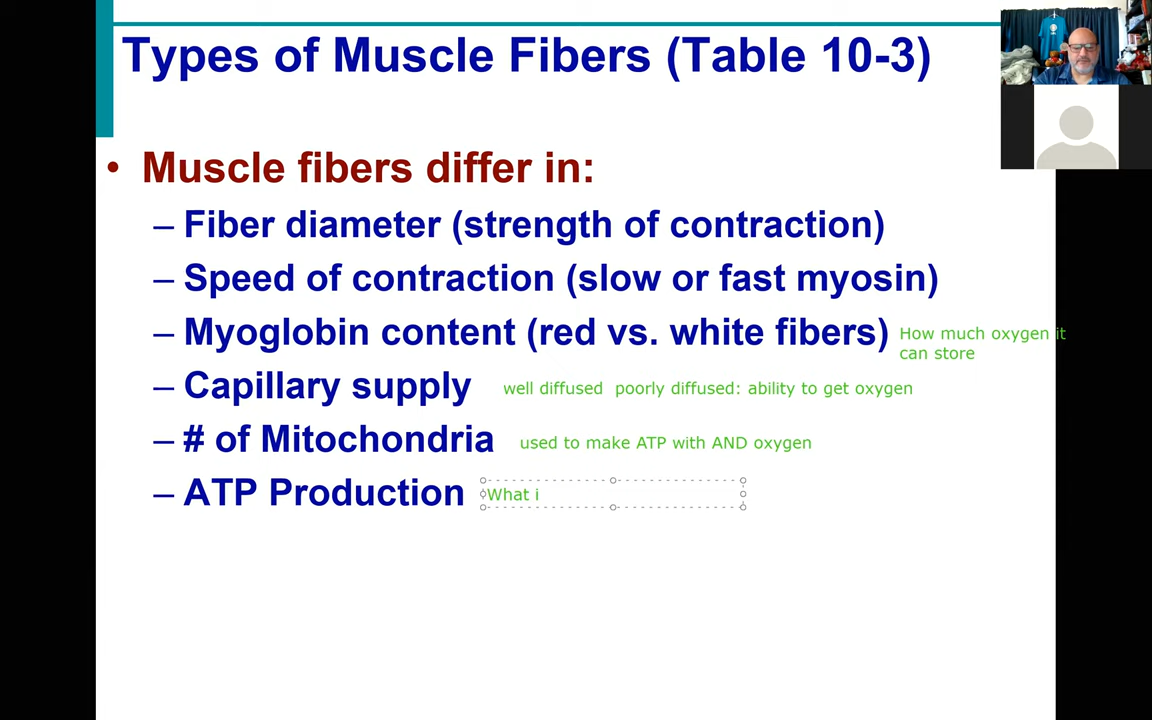 Types of Muscle Fibers (Table 10-3)
• Muscle fibers differ in:
– Fiber diameter (strength of contraction)
– Speed of contraction (slow or fast myosin)
– Myoglobin content (red vs. white fibers)
How much oxygen it
can store
– Capillary supply well diffused poorly diffused: ability to get oxygen
– # of Mitochondria used to make ATP with AND oxygen
– ATP Production What i